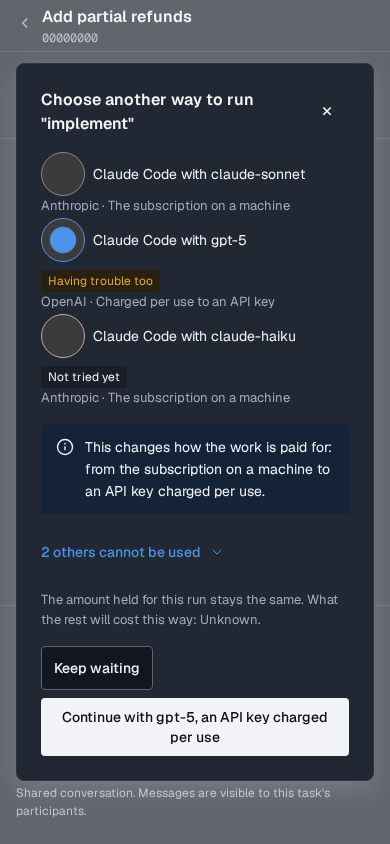 Add partial refunds
00000000
Choose another way to run
"implement"
Claude Code with claude-sonnet
Anthropic · The subscription on a machine
Claude Code with gpt-5
Having trouble too
OpenAI · Charged per use to an API key
Claude Code with claude-haiku
Not tried yet
Anthropic · The subscription on a machine
This changes how the work is paid for:
from the subscription on a machine to
an API key charged per use.
2 others cannot be used
The amount held for this run stays the same. What
the rest will cost this way: Unknown.
Keep waiting
Continue with gpt-5, an API key charged
per use
Shared conversation. Messages are visible to this task's
participants.